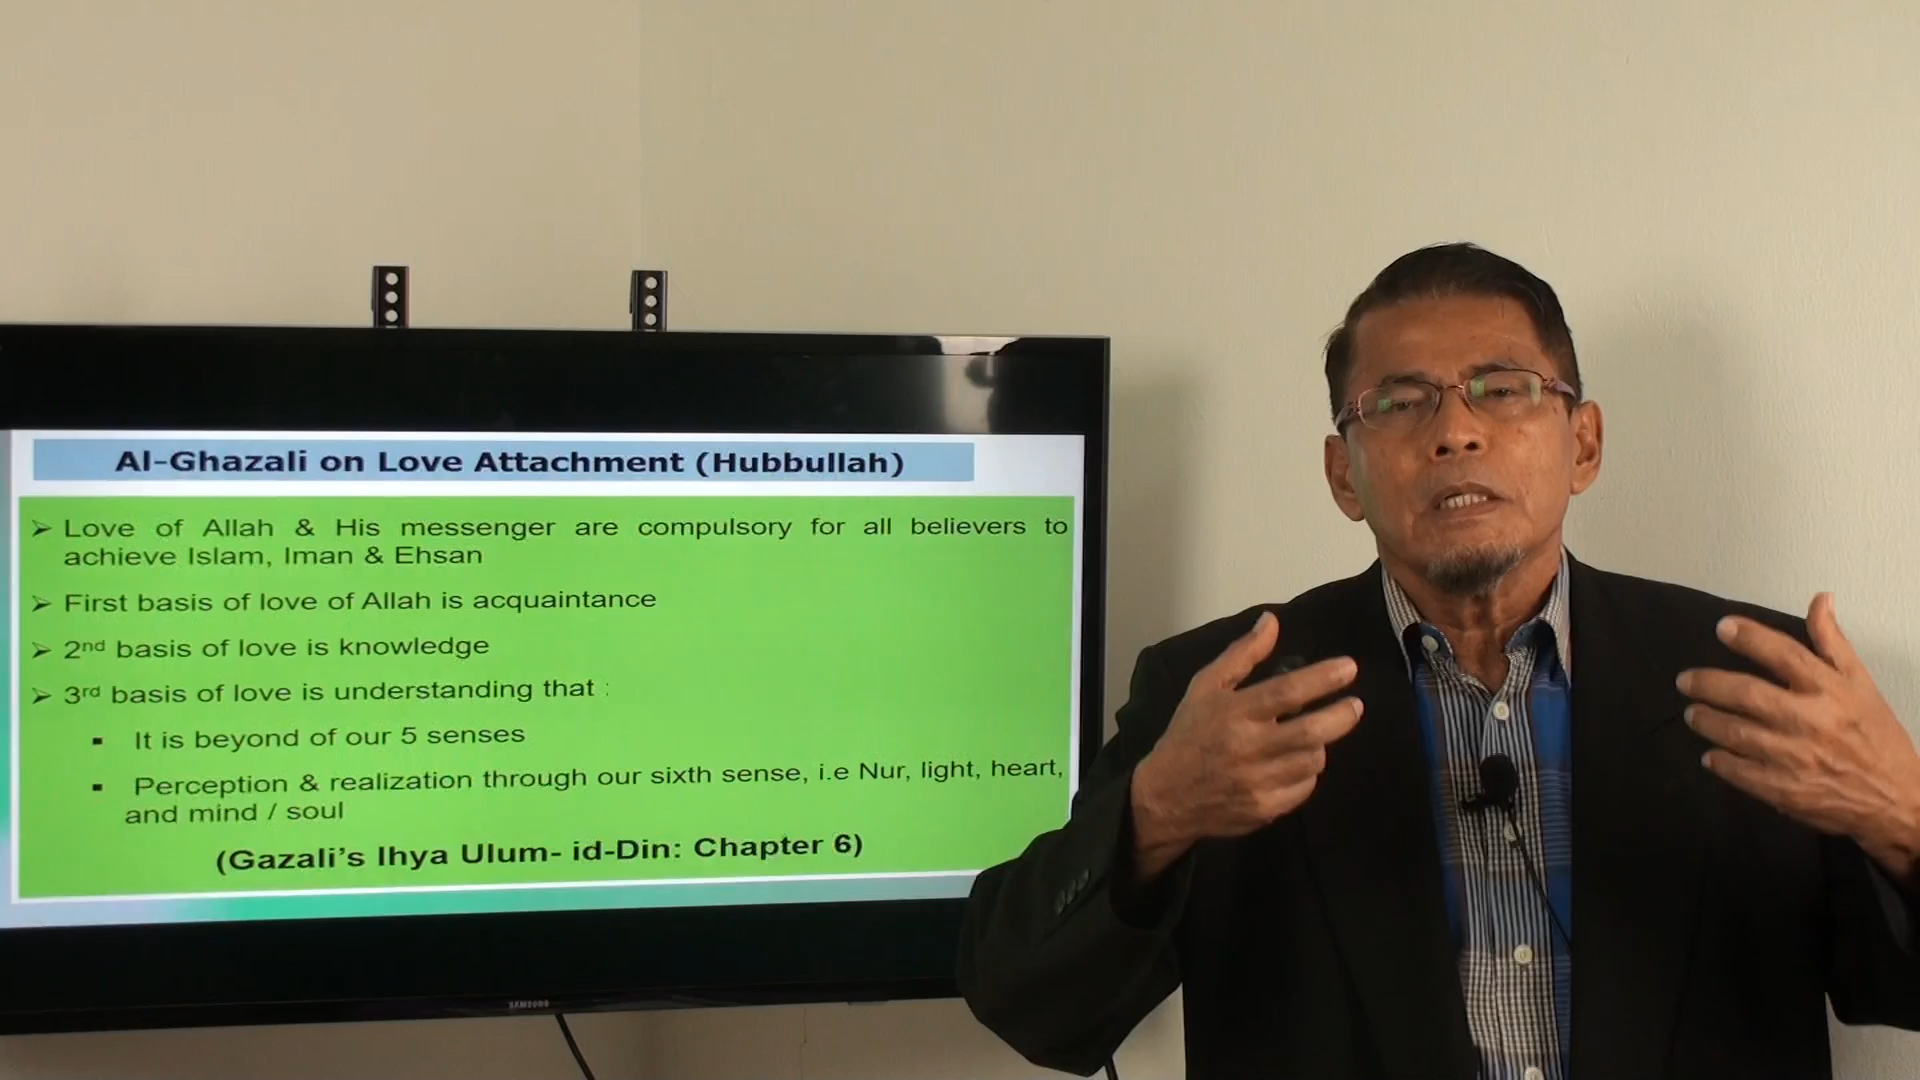 Al-Ghazali on Love Attachment (Hubbullah)
➢ Love of Allah & His messenger are compulsory for all believers to
achieve Islam, Iman & Ehsan
➢ First basis of love of Allah is acquaintance
➢ 2nd basis of love is knowledge
➢ 3rd basis of love is understanding that :
▪ It is beyond of our 5 senses
▪ Perception & realization through our sixth sense, i.e Nur, light, heart,
and mind / soul
(Gazali's Ihya Ulum- id-Din: Chapter 6)
SAMSUNG